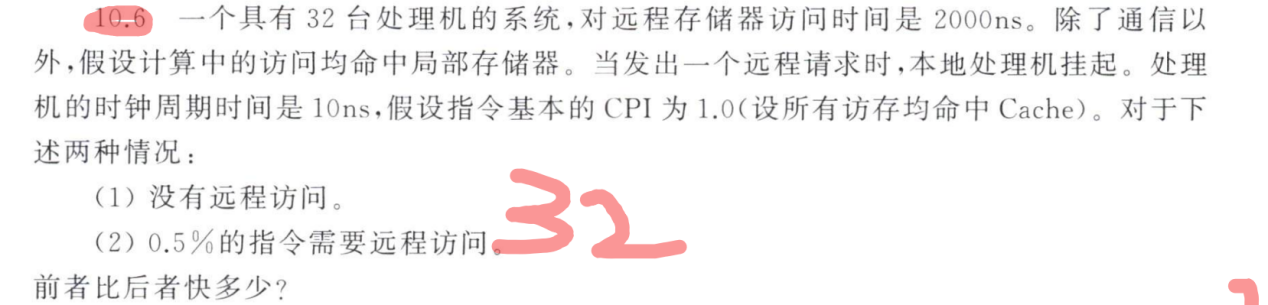 10.6 一个具有 32 台处理机的系统,对远程存储器访问时间是 2000ns。除了通信以
外,假设计算中的访问均命中局部存储器。当发出一个远程请求时,本地处理机挂起。处理
机的时钟周期时间是 10ns,假设指令基本的 CPI 为 1.0(设所有访存均命中 Cache)。对于下
述两种情况:
(1) 没有远程访问。
(2) 0.5%的指令需要远程访问。
32
前者比后者快多少?